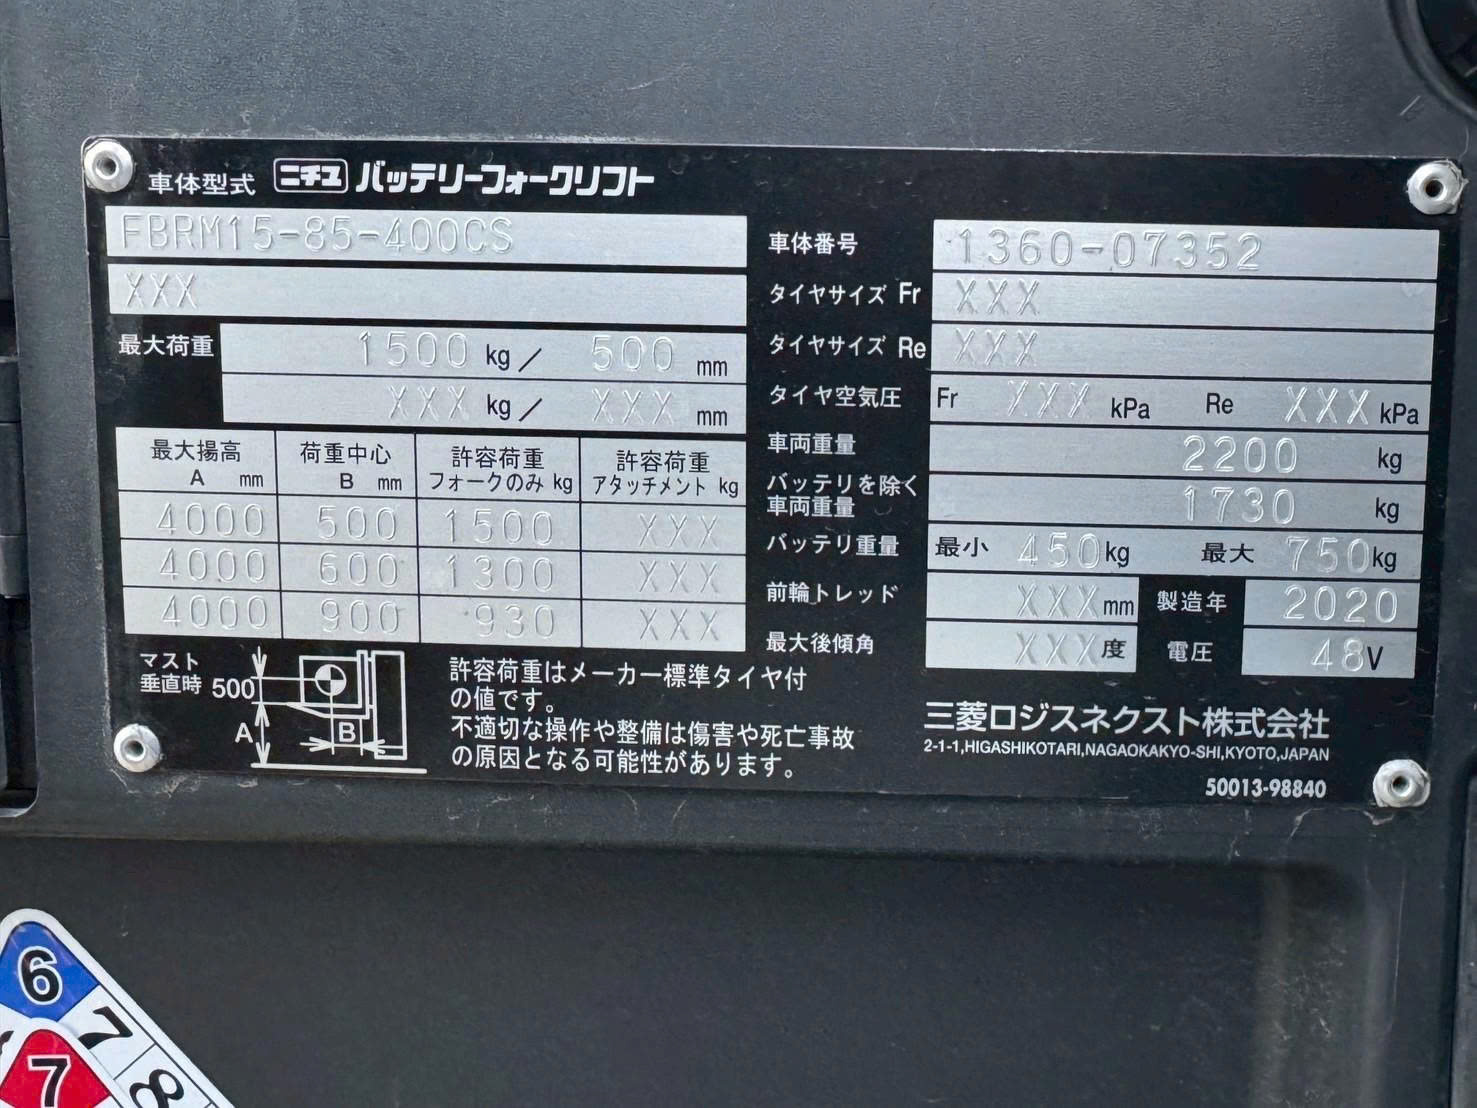 車体型式 ニチユ バッテリーフォークリフト
FBRM15-85-400CS
XXX
最大荷重 1500 kg／ 500 mm
XXX kg／ XXX mm
最大揚高 A mm 荷重中心 B mm 許容荷重 フォークのみ kg 許容荷重 アタッチメント kg
4000 500 1500 XXX
4000 600 1300 XXX
4000 900 930 XXX
マスト
垂直時 500
A
B
許容荷重はメーカー標準タイヤ付
の値です。
不適切な操作や整備は傷害や死亡事故
の原因となる可能性があります。
車体番号 1360-07352
タイヤサイズ Fr XXX
タイヤサイズ Re XXX
タイヤ空気圧 Fr XXX kPa Re XXX kPa
車両重量 2200 kg
バッテリを除く
車両重量 1730 kg
バッテリ重量 最小 450kg 最大 750kg
前輪トレッド XXX mm 製造年 2020
最大後傾角 XXX度 電圧 48V
三菱ロジスネクスト株式会社
2-1-1,HIGASHIKOTARI,NAGAOKAKYO-SHI,KYOTO,JAPAN
50013-98840
6
7
7
8